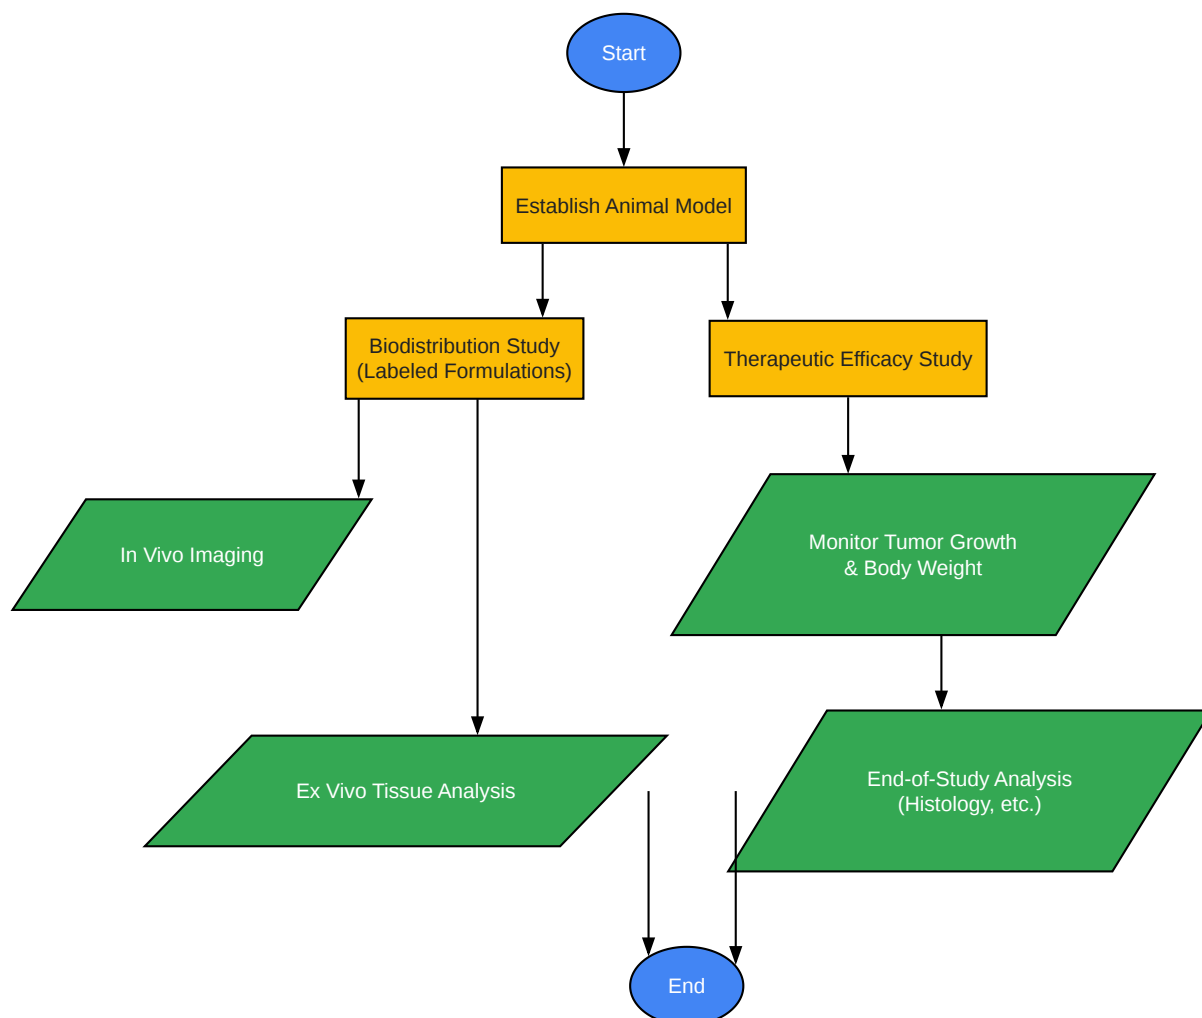 Start
Establish Animal Model
Biodistribution Study
(Labeled Formulations)
Therapeutic Efficacy Study
In Vivo Imaging
Monitor Tumor Growth
& Body Weight
Ex Vivo Tissue Analysis
End-of-Study Analysis
(Histology, etc.)
End